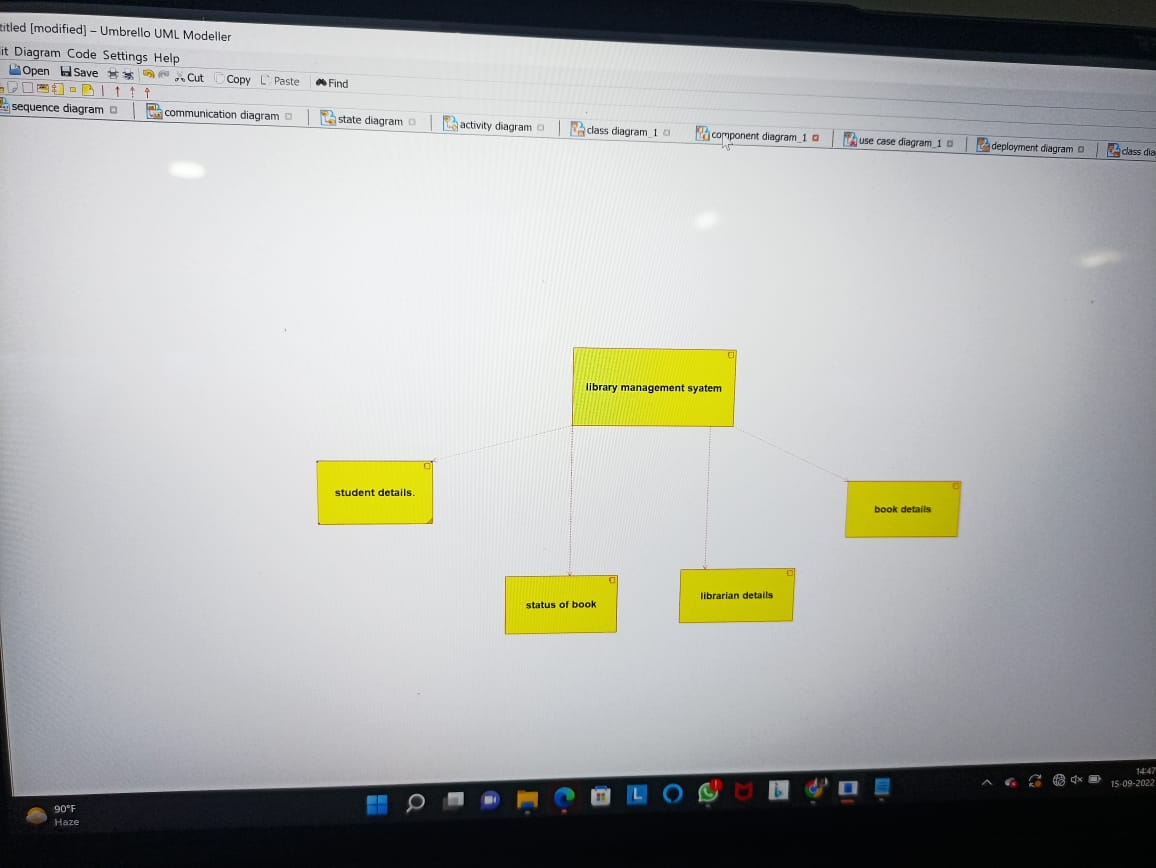 titled [modified] – Umbrello UML Modeller
it Diagram Code Settings Help
Open Save Cut Copy Paste Find
sequence diagram communication diagram state diagram activity diagram class diagram_1 component diagram_1 use case diagram_1 deployment diagram class dia
library management syatem
student details.
book details
status of book
librarian details
90°F
Haze
L
b
14:47
15-09-2022